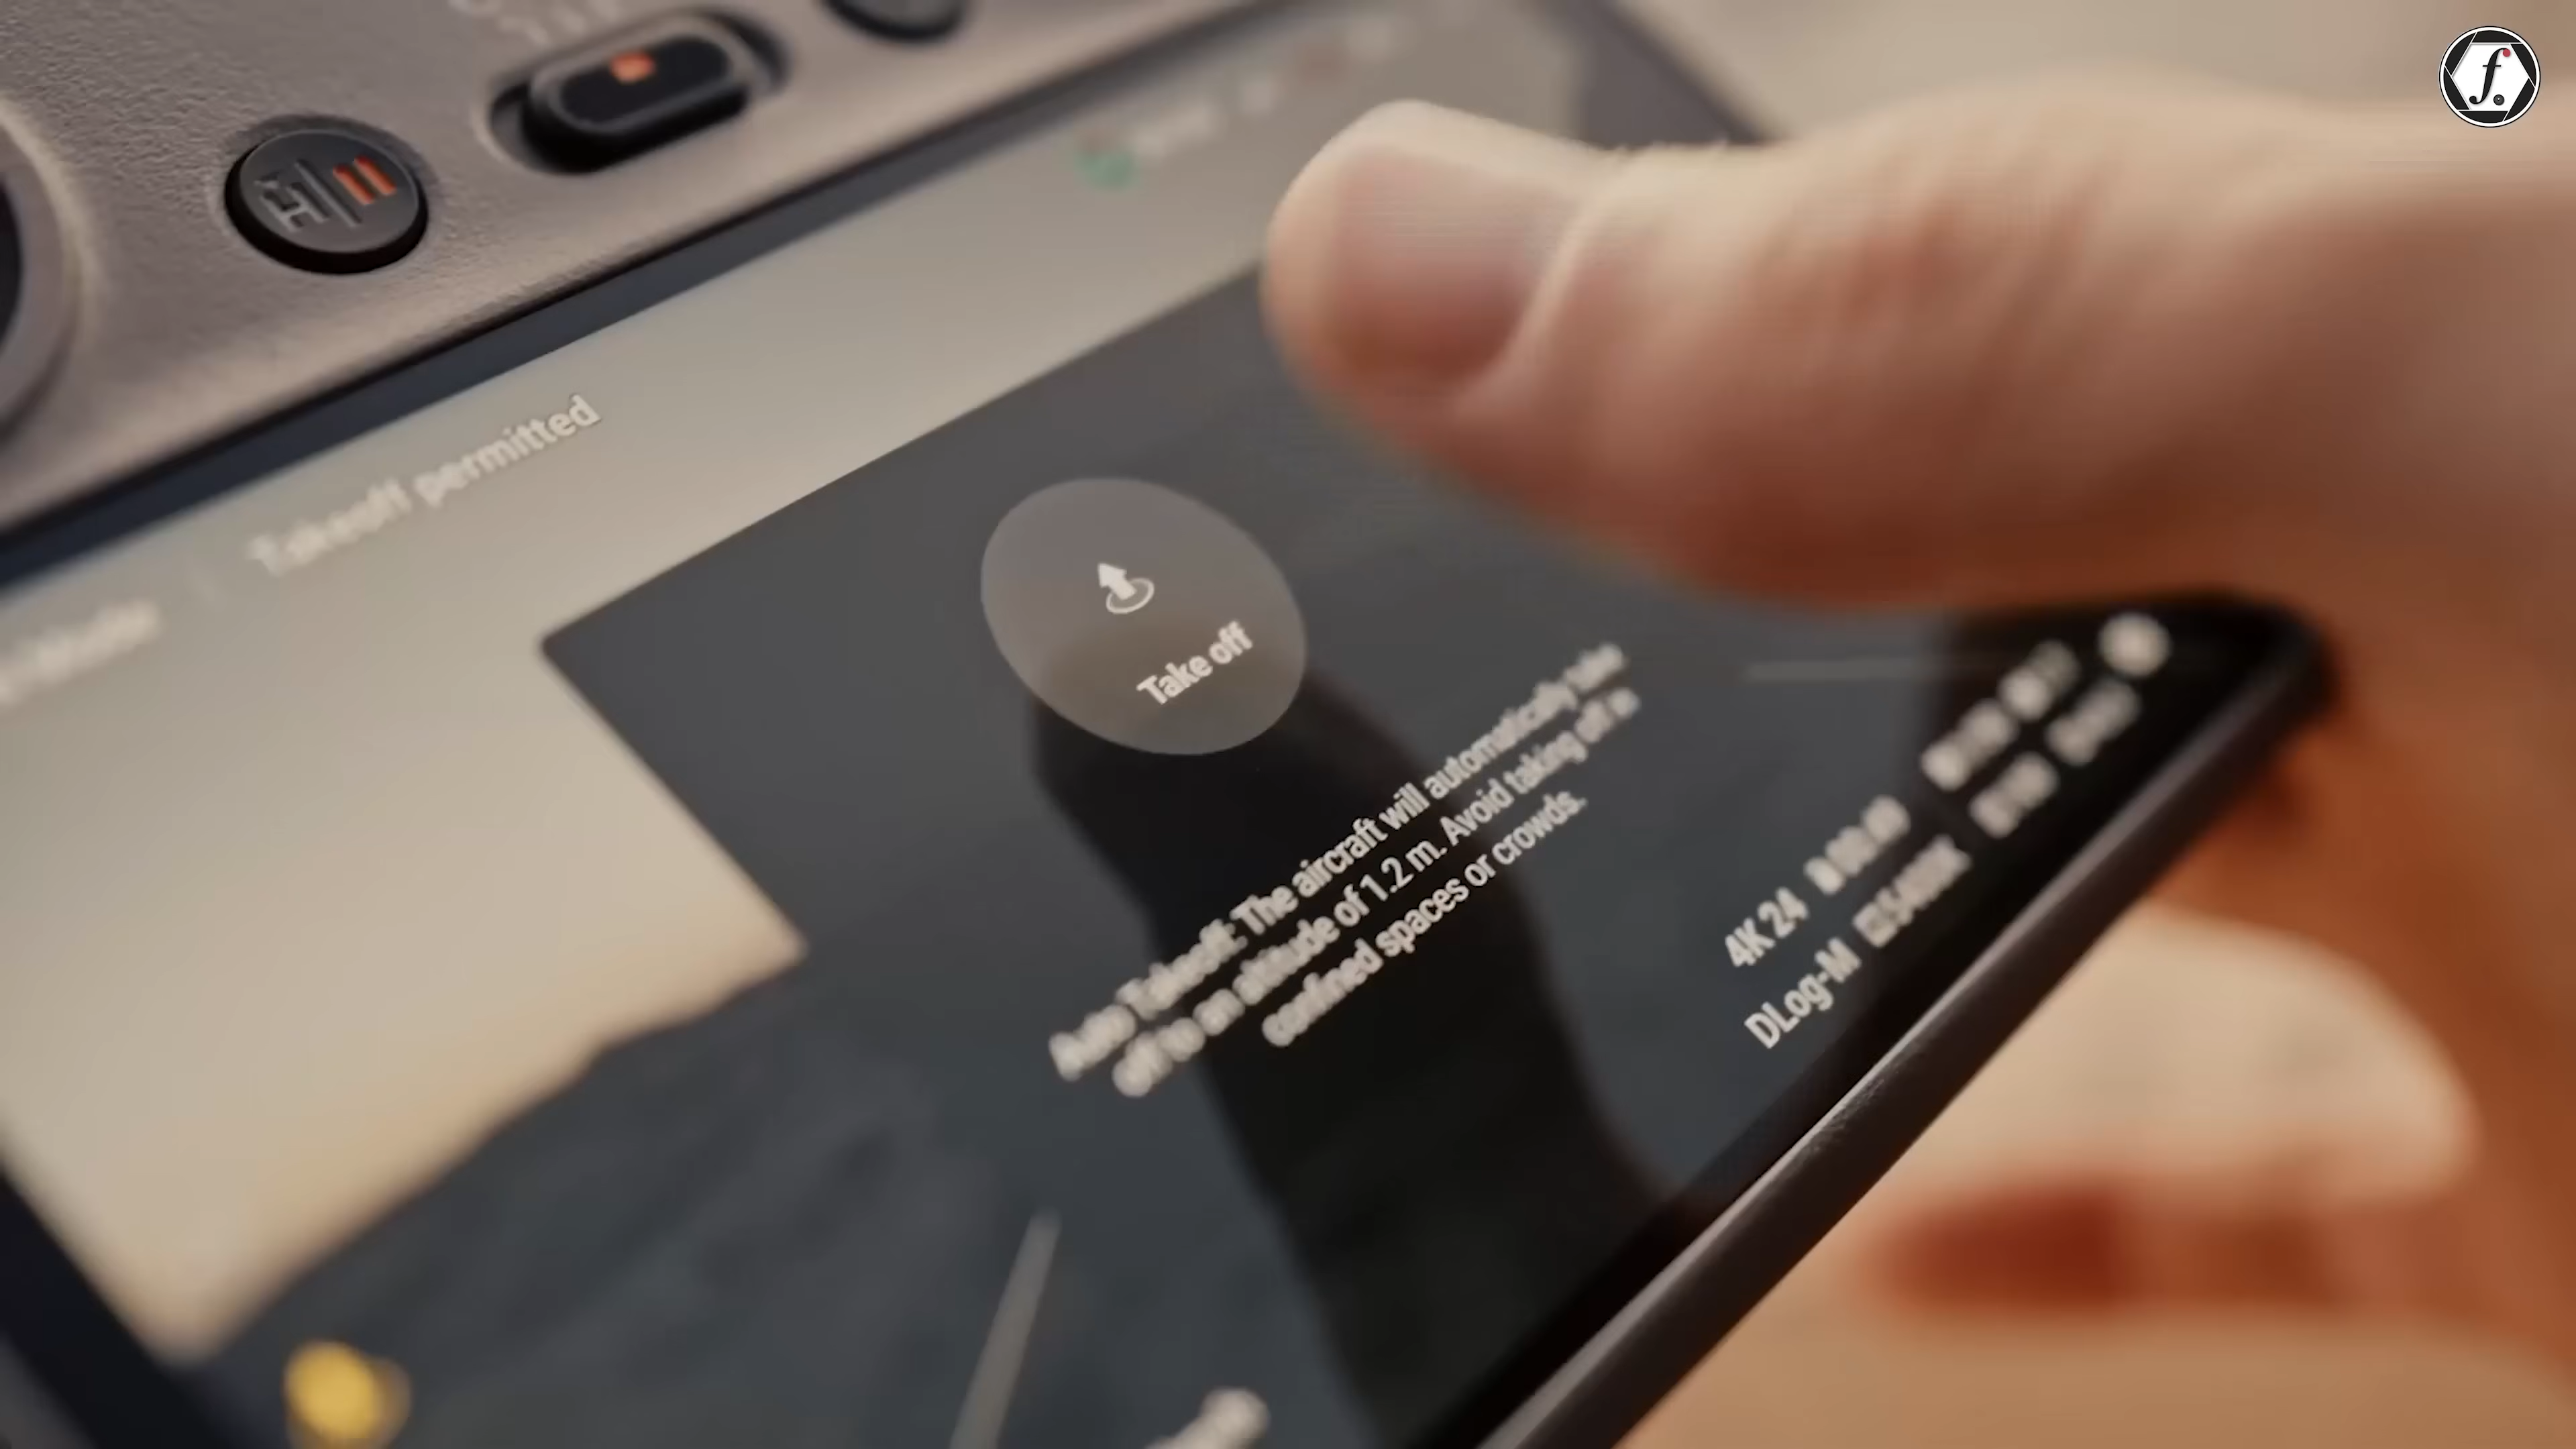 Takeoff permitted
Take off
Auto Takeoff: The aircraft will automatically take
off to an altitude of 1.2 m. Avoid taking off in
confined spaces or crowds.
4K 24
DLog-M 5400K
H
f.